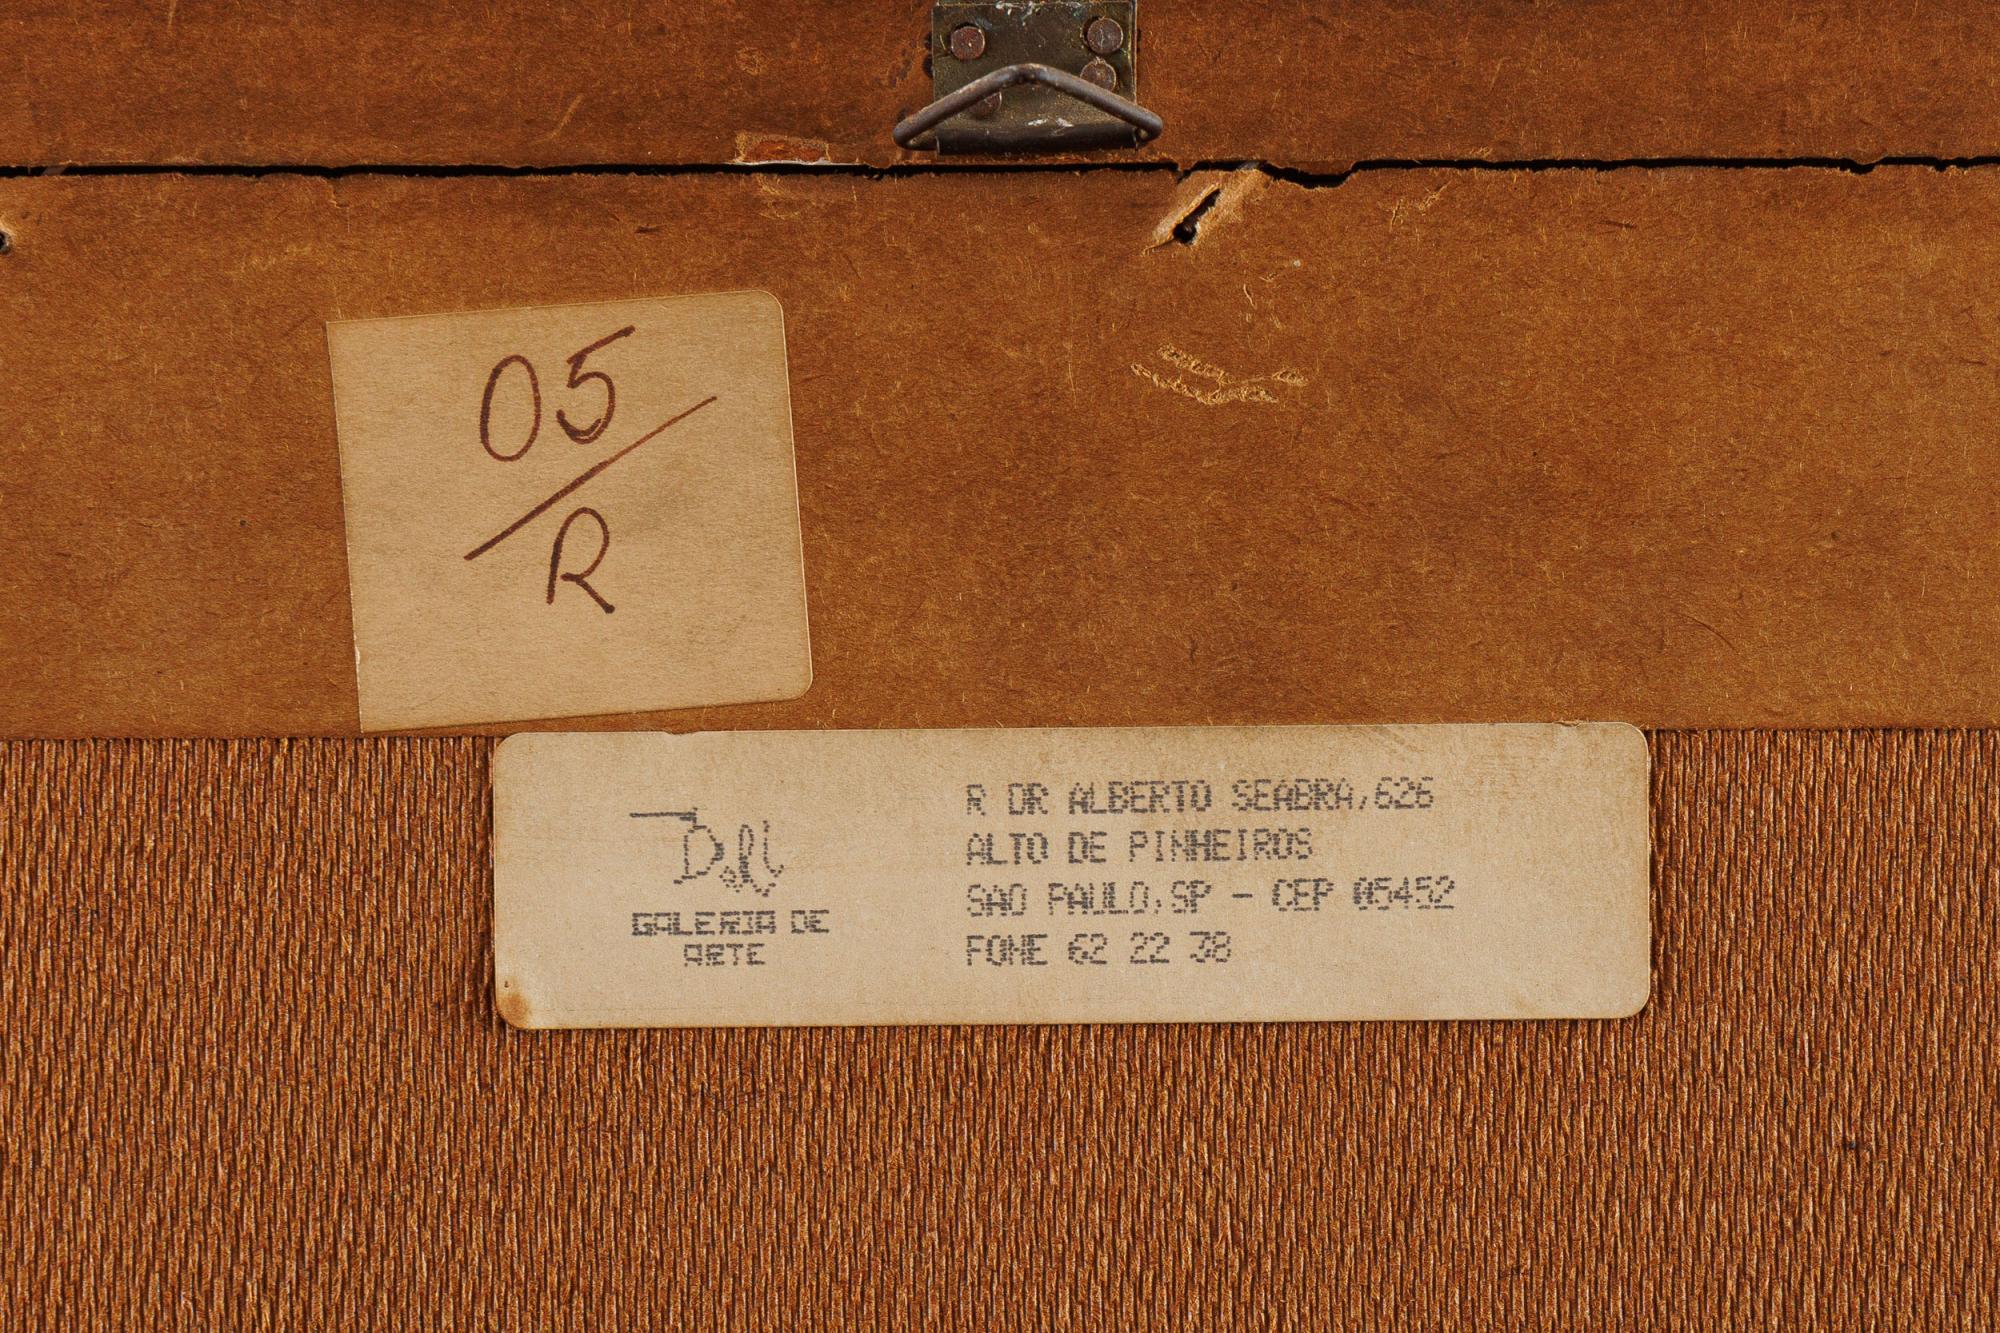 05
R
Dali
GALERIA DE
ARTE
R DR ALBERTO SEABRA,626
ALTO DE PINHEIROS
SAO PAULO,SP - CEP 05452
FONE 62 22 38